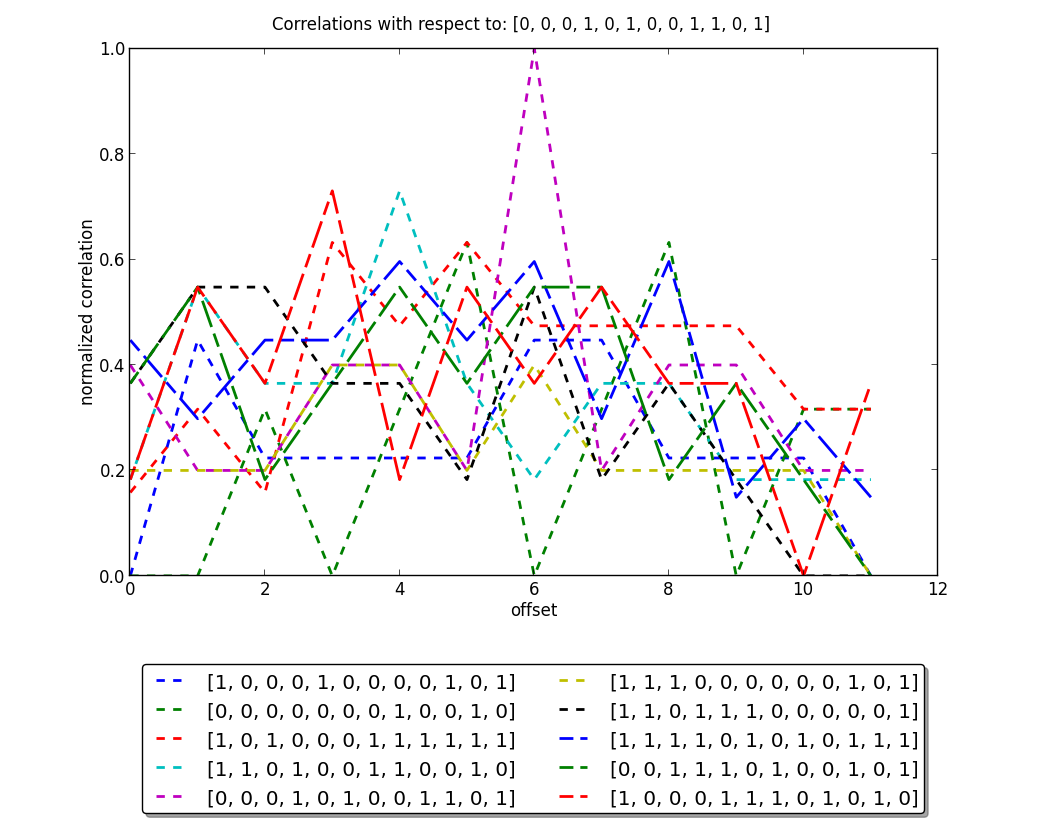 Correlations with respect to: [0, 0, 0, 1, 0, 1, 0, 0, 1, 1, 0, 1]
1.0
0.8
0.6
0.4
0.2
0.0
normalized correlation
0 2 4 6 8 10 12
offset
[1, 0, 0, 0, 1, 0, 0, 0, 0, 1, 0, 1]
[0, 0, 0, 0, 0, 0, 0, 1, 0, 0, 1, 0]
[1, 0, 1, 0, 0, 0, 1, 1, 1, 1, 1, 1]
[1, 1, 0, 1, 0, 0, 1, 1, 0, 0, 1, 0]
[0, 0, 0, 1, 0, 1, 0, 0, 1, 1, 0, 1]
[1, 1, 1, 0, 0, 0, 0, 0, 0, 1, 0, 1]
[1, 1, 0, 1, 1, 1, 0, 0, 0, 0, 0, 1]
[1, 1, 1, 1, 0, 1, 0, 1, 0, 1, 1, 1]
[0, 0, 1, 1, 1, 0, 1, 0, 0, 1, 0, 1]
[1, 0, 0, 0, 1, 1, 1, 0, 1, 0, 1, 0]